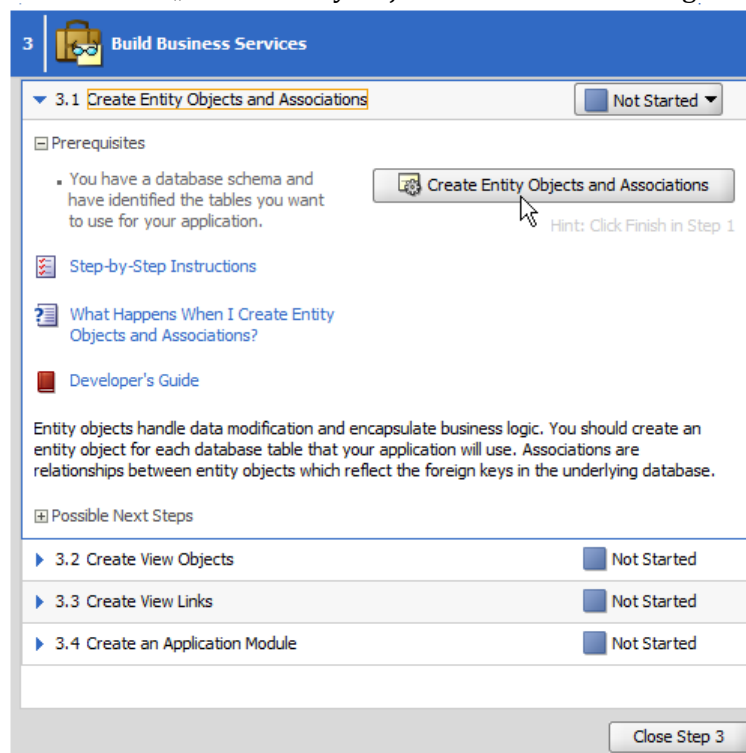 3 Build Business Services
3.1 Create Entity Objects and Associations Not Started
Prerequisites
You have a database schema and
have identified the tables you want
to use for your application.
Create Entity Objects and Associations
Hint: Click Finish in Step 1
Step-by-Step Instructions
What Happens When I Create Entity
Objects and Associations?
Developer's Guide
Entity objects handle data modification and encapsulate business logic. You should create an
entity object for each database table that your application will use. Associations are
relationships between entity objects which reflect the foreign keys in the underlying database.
Possible Next Steps
3.2 Create View Objects Not Started
3.3 Create View Links Not Started
3.4 Create an Application Module Not Started
Close Step 3